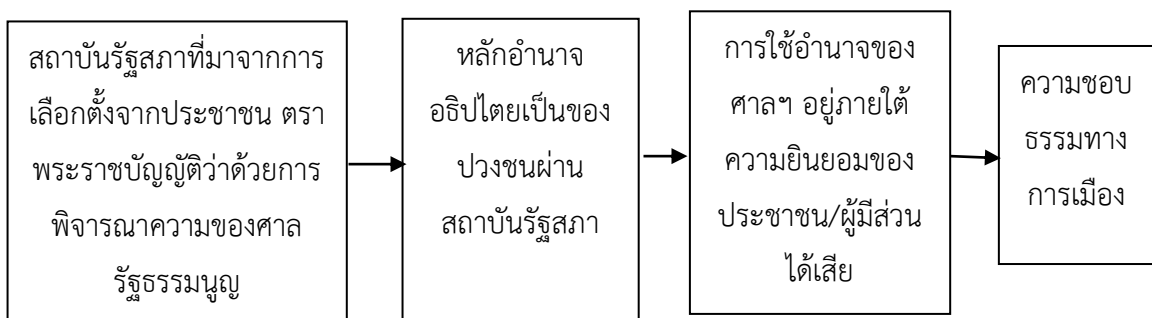 สถาบันรัฐสภาที่มาจากการ
เลือกตั้งจากประชาชน ตรา
พระราชบัญญัติว่าด้วยการ
พิจารณาความของศาล
รัฐธรรมนูญ
หลักอำนาจ
อธิปไตยเป็นของ
ปวงชนผ่าน
สถาบันรัฐสภา
การใช้อำนาจของ
ศาลฯ อยู่ภายใต้
ความยินยอมของ
ประชาชน/ผู้มีส่วน
ได้เสีย
ความชอบ
ธรรมทาง
การเมือง